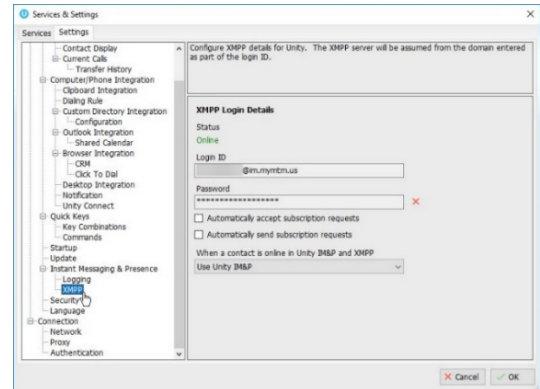 Services & Settings
Services Settings
Contact Display
Current Calls
Transfer History
Computer/Phone Integration
Clipboard Integration
Dialing Rule
Custom Directory Integration
Configuration
Outlook Integration
Shared Calendar
Browser Integration
CRM
Click To Dial
Desktop Integration
Notification
Unity Connect
Quick Keys
Key Combinations
Commands
Startup
Update
Instant Messaging & Presence
Logging
XMPP
Security
Language
Connection
Network
Proxy
Authentication
Configure XMPP details for Unity. The XMPP server will be assumed from the domain entered
as part of the login ID.
XMPP Login Details
Status
Online
Login ID
@im.mymtm.us
Password
******************
Automatically accept subscription requests
Automatically send subscription requests
When a contact is online in Unity IM&P and XMPP
Use Unity IM&P
Cancel OK